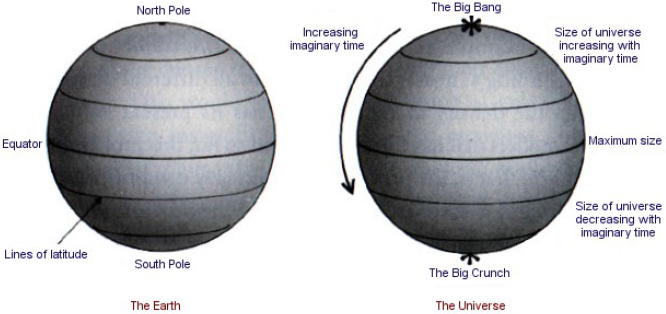 North Pole
Equator
Lines of latitude
South Pole
The Earth
The Big Bang
Increasing
imaginary time
Size of universe
increasing with
imaginary time
Maximum size
Size of universe
decreasing with
imaginary time
The Big Crunch
The Universe